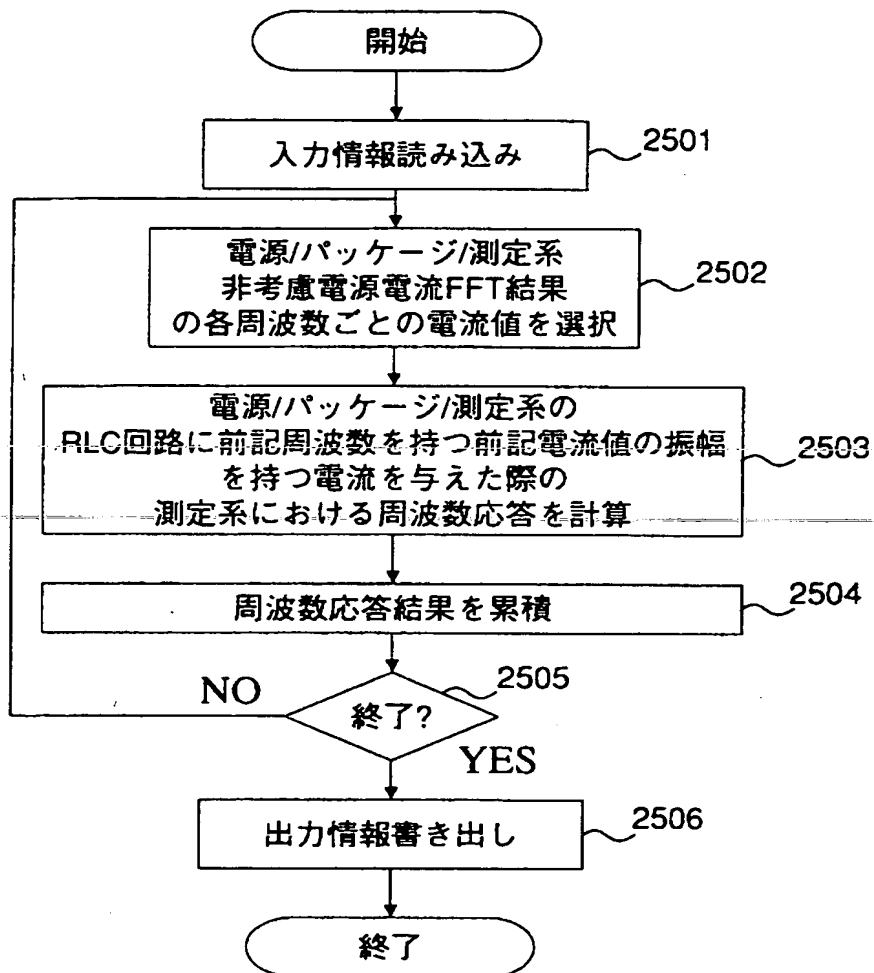 開始
入力情報読み込み
2501
電源/パッケージ/測定系
非考慮電源電流FFT結果
の各周波数ごとの電流値を選択
2502
電源/パッケージ/測定系の
RLC回路に前記周波数を持つ前記電流値の振幅
を持つ電流を与えた際の
測定系における周波数応答を計算
2503
周波数応答結果を累積
2504
終了?
2505
NO
YES
出力情報書き出し
2506
終了